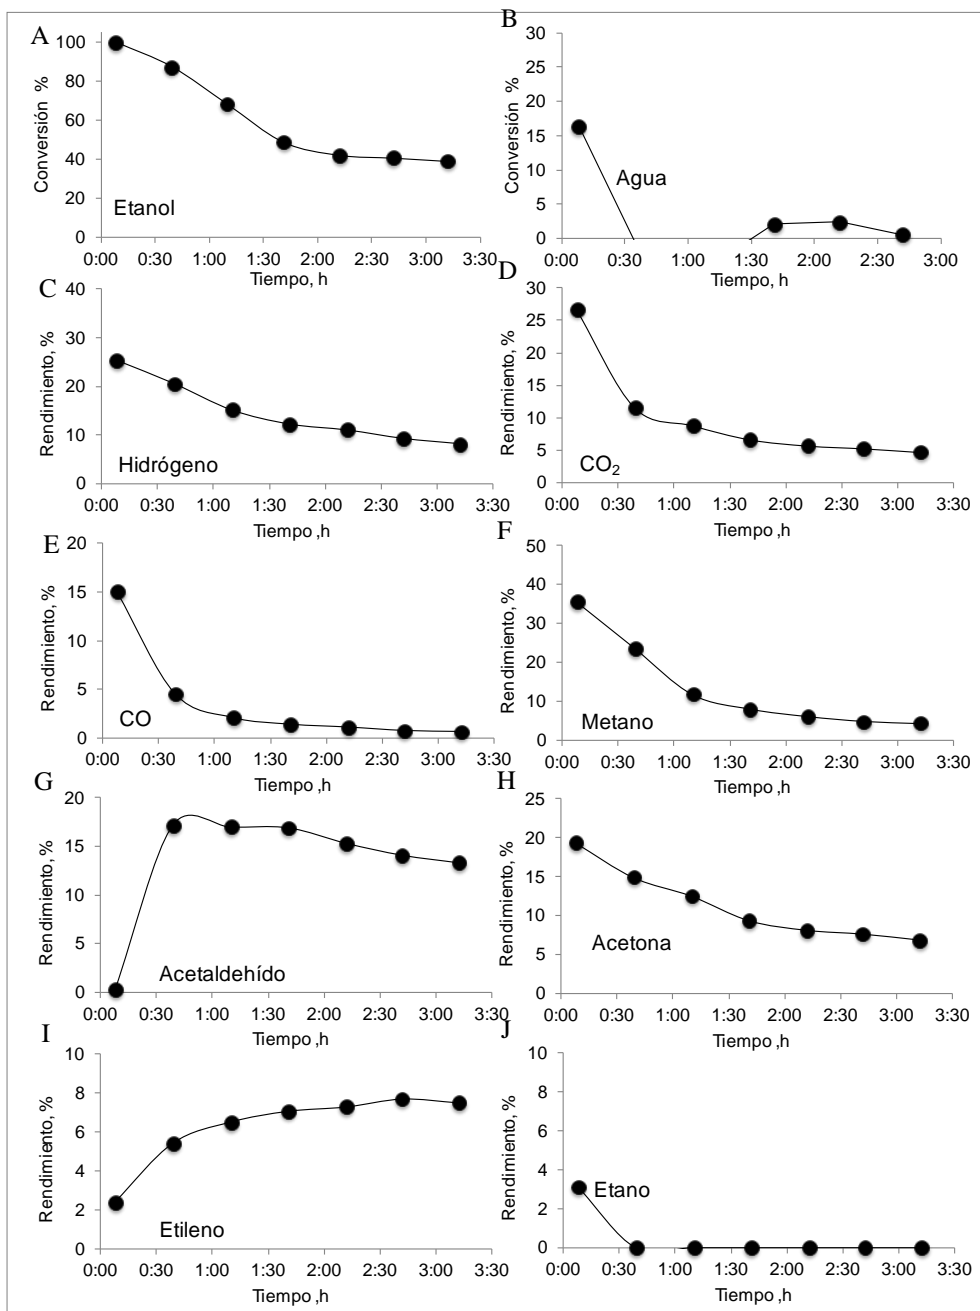 A
100
80
60
40
20
0
Conversión %
Etanol
0:00 0:30 1:00 1:30 2:00 2:30 3:00 3:30
Tiempo, h
B
30
25
20
15
10
5
0
Conversión %
Agua
0:00 0:30 1:00 1:30 2:00 2:30 3:00
Tiempo, h
C
40
30
20
10
0
Rendimiento, %
Hidrógeno
0:00 0:30 1:00 1:30 2:00 2:30 3:00 3:30
Tiempo ,h
D
30
25
20
15
10
5
0
Rendimiento, %
CO₂
0:00 0:30 1:00 1:30 2:00 2:30 3:00 3:30
Tiempo ,h
E
20
15
10
5
0
Rendimiento, %
CO
0:00 0:30 1:00 1:30 2:00 2:30 3:00 3:30
Tiempo ,h
F
50
40
30
20
10
0
Rendimiento, %
Metano
0:00 0:30 1:00 1:30 2:00 2:30 3:00 3:30
Tiempo ,h
G
20
15
10
5
0
Rendimiento, %
Acetaldehído
0:00 0:30 1:00 1:30 2:00 2:30 3:00 3:30
Tiempo ,h
H
25
20
15
10
5
0
Rendimiento, %
Acetona
0:00 0:30 1:00 1:30 2:00 2:30 3:00 3:30
Tiempo ,h
I
10
8
6
4
2
0
Rendimiento, %
Etileno
0:00 0:30 1:00 1:30 2:00 2:30 3:00 3:30
Tiempo ,h
J
10
8
6
4
2
0
Rendimiento, %
Etano
0:00 0:30 1:00 1:30 2:00 2:30 3:00 3:30
Tiempo ,h